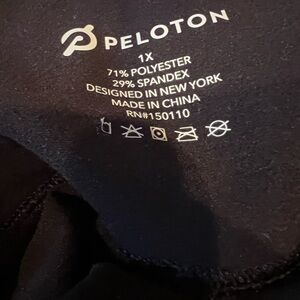 PELOTON
1X
71% POLYESTER
29% SPANDEX
DESIGNED IN NEW YORK
MADE IN CHINA
RN#150110